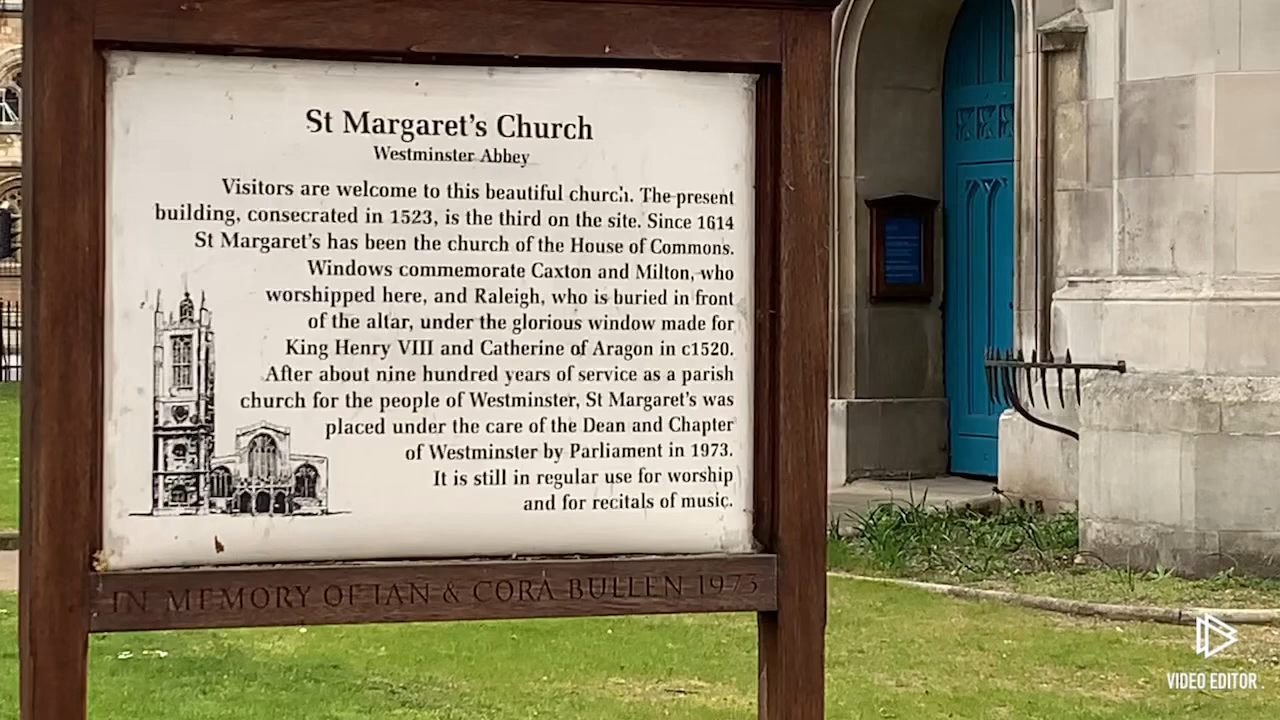 St Margaret's Church
Westminster Abbey
Visitors are welcome to this beautiful church. The present
building, consecrated in 1523, is the third on the site. Since 1614
St Margaret's has been the church of the House of Commons.
Windows commemorate Caxton and Milton, who
worshipped here, and Raleigh, who is buried in front
of the altar, under the glorious window made for
King Henry VIII and Catherine of Aragon in c1520.
After about nine hundred years of service as a parish
church for the people of Westminster, St Margaret's was
placed under the care of the Dean and Chapter
of Westminster by Parliament in 1973.
It is still in regular use for worship
and for recitals of music.
IN MEMORY OF IAN & CORA BULLEN 1973
VIDEO EDITOR